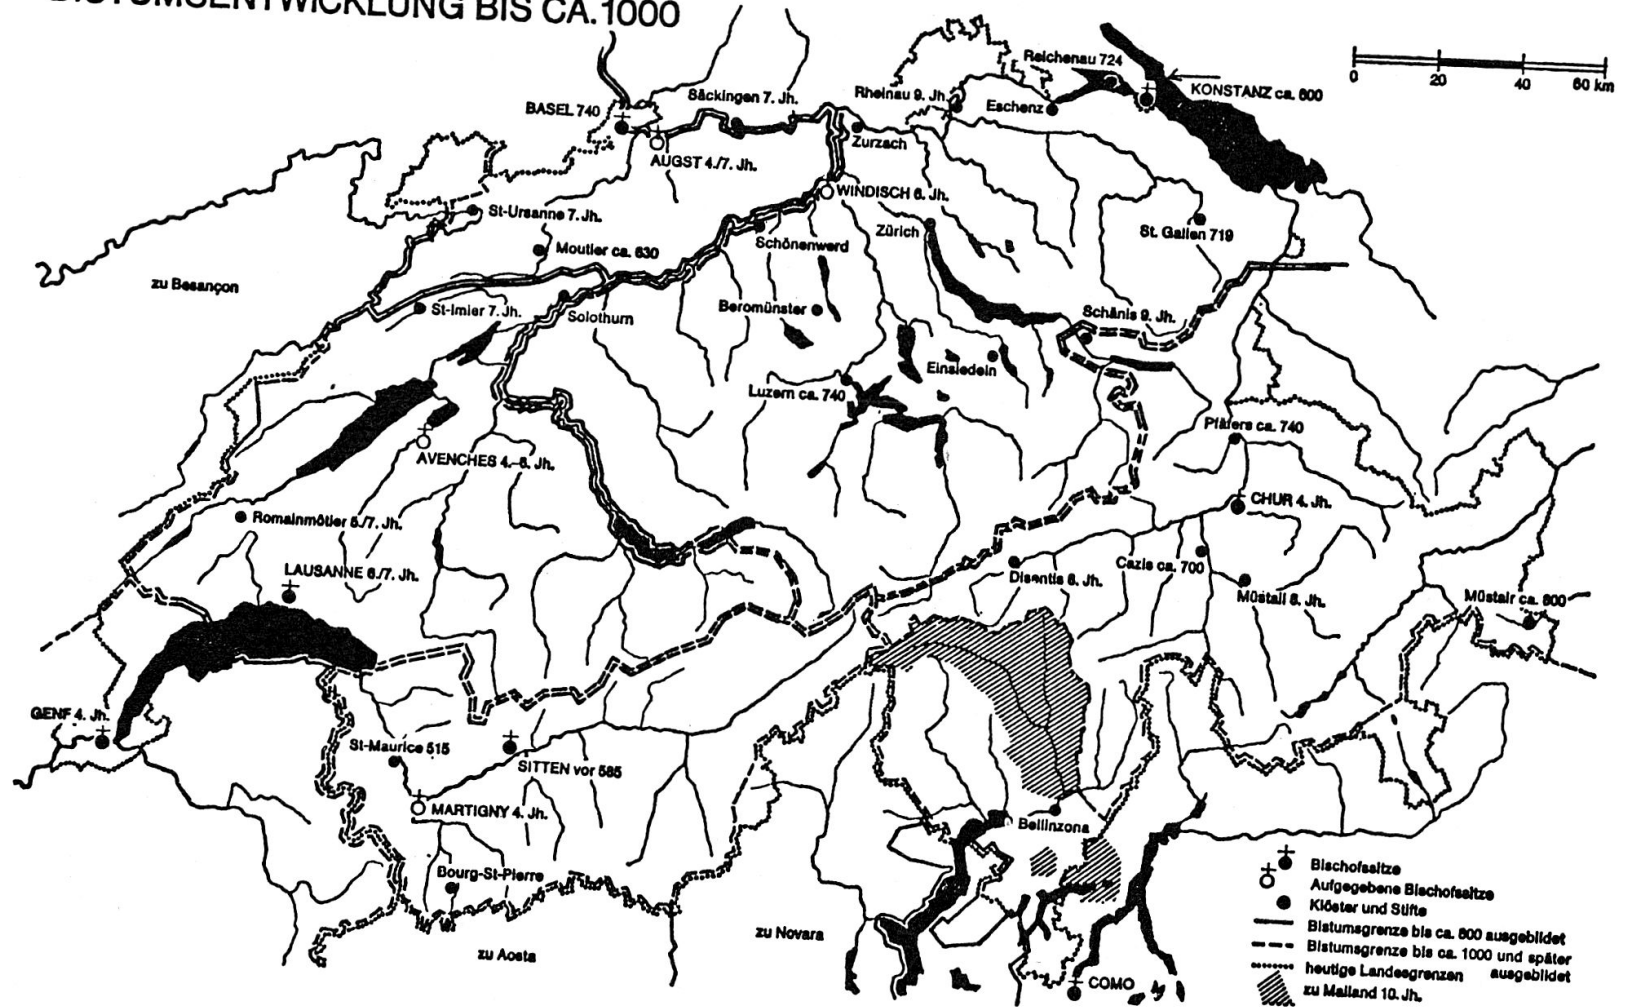 BISTUMSENTWICKLUNG BIS CA. 1000
0 20 40 60 km
Reichenau 724
KONSTANZ ca. 600
Rheinau 9. Jh.
Eschenz
BASEL 740
Säckingen 7. Jh.
Zurzach
AUGST 4./7. Jh.
WINDISCH 6. Jh.
St-Ursanne 7. Jh.
Schönenwerd
Zürich
St. Gallen 719
Moutier ca. 630
zu Besançon
St-Imier 7. Jh.
Solothurn
Beromünster
Schänis 9. Jh.
Einsiedeln
Luzern ca. 740
Pfäfers ca. 740
AVENCHES 4.-6. Jh.
CHUR 4. Jh.
Romainmôtier 5./7. Jh.
LAUSANNE 6./7. Jh.
Disentis 8. Jh.
Cazis ca. 700
Müstail 8. Jh.
Müstair ca. 800
GENF 4. Jh.
St-Maurice 515
SITTEN vor 585
MARTIGNY 4. Jh.
Bellinzona
Bourg-St-Pierre
zu Aosta
zu Novara
COMO
Bischofssitze
Aufgegebene Bischofssitze
Klöster und Stifte
Bistumsgrenze bis ca. 800 ausgebildet
Bistumsgrenze bis ca. 1000 und später
ausgebildet
heutige Landesgrenzen
zu Mailand 10. Jh.